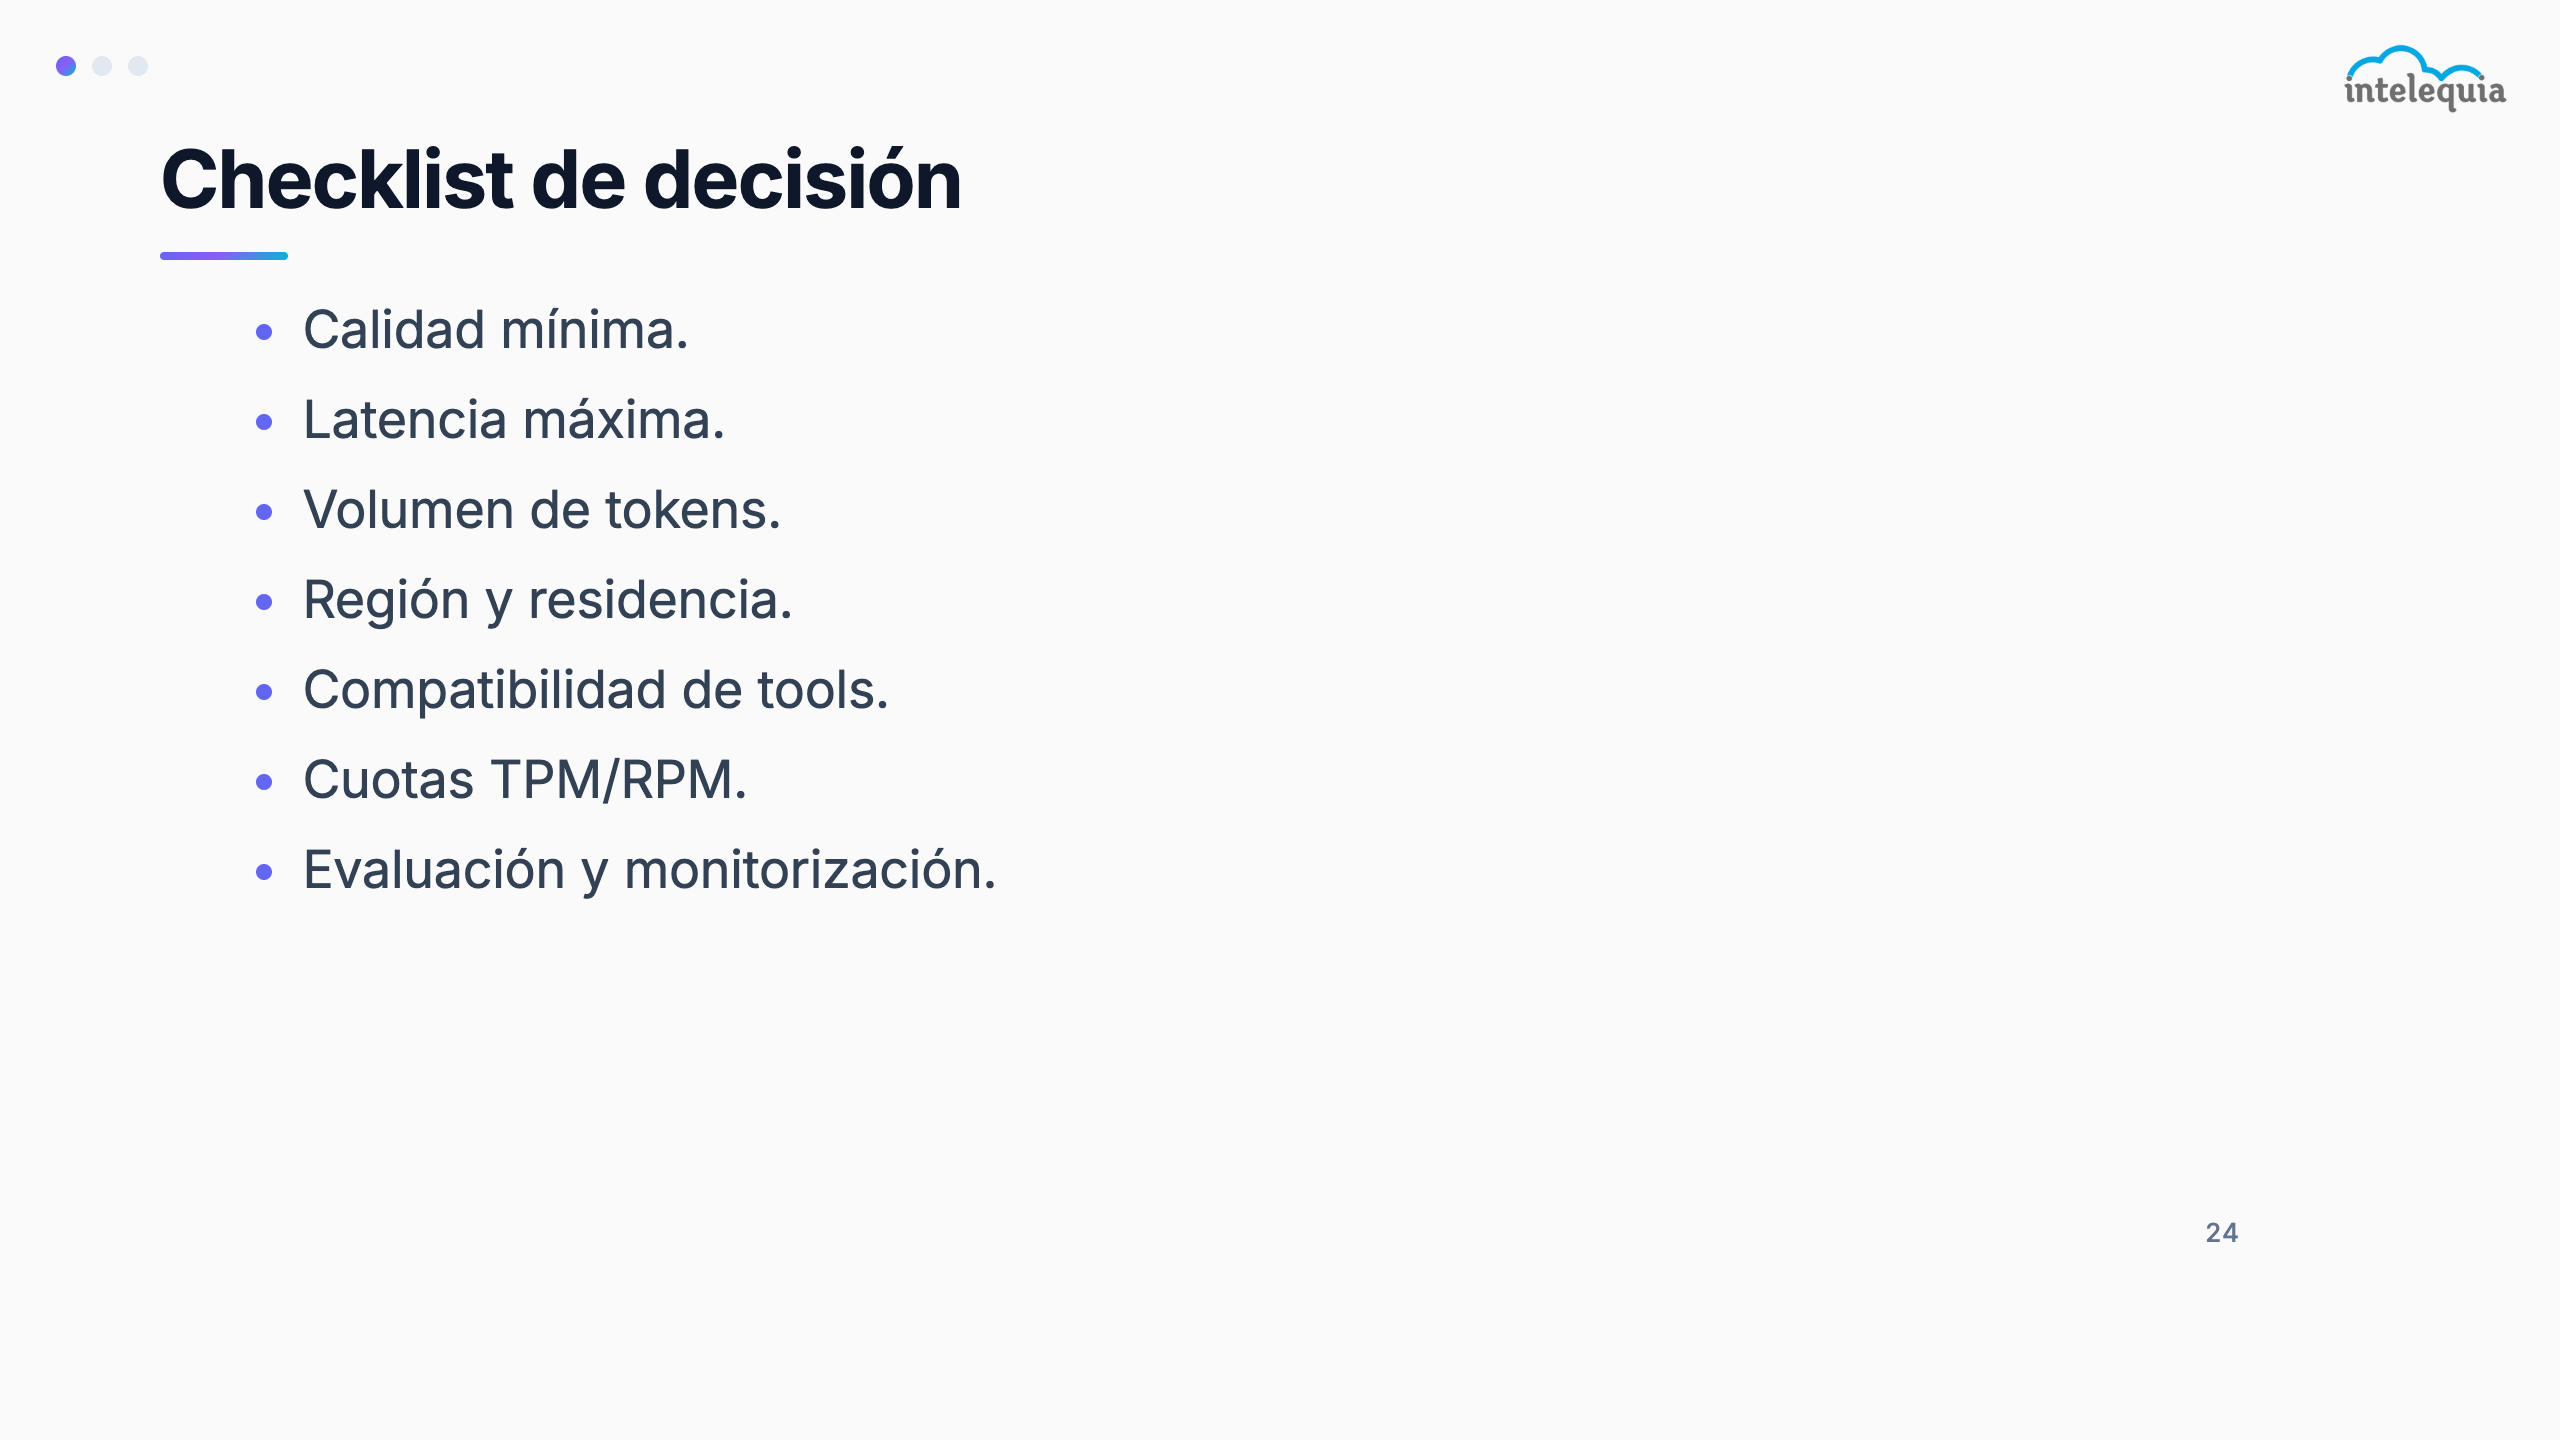 intelequia
Checklist de decisión
Calidad mínima.
Latencia máxima.
Volumen de tokens.
Región y residencia.
Compatibilidad de tools.
Cuotas TPM/RPM.
Evaluación y monitorización.
24